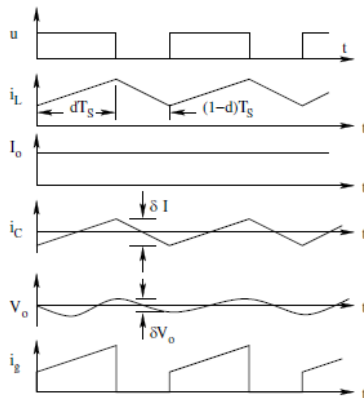 u
t
i_L
dT_S
(1−d)T_S
t
I_o
t
δ I
i_C
t
V_o
t
δV_o
i_g
t